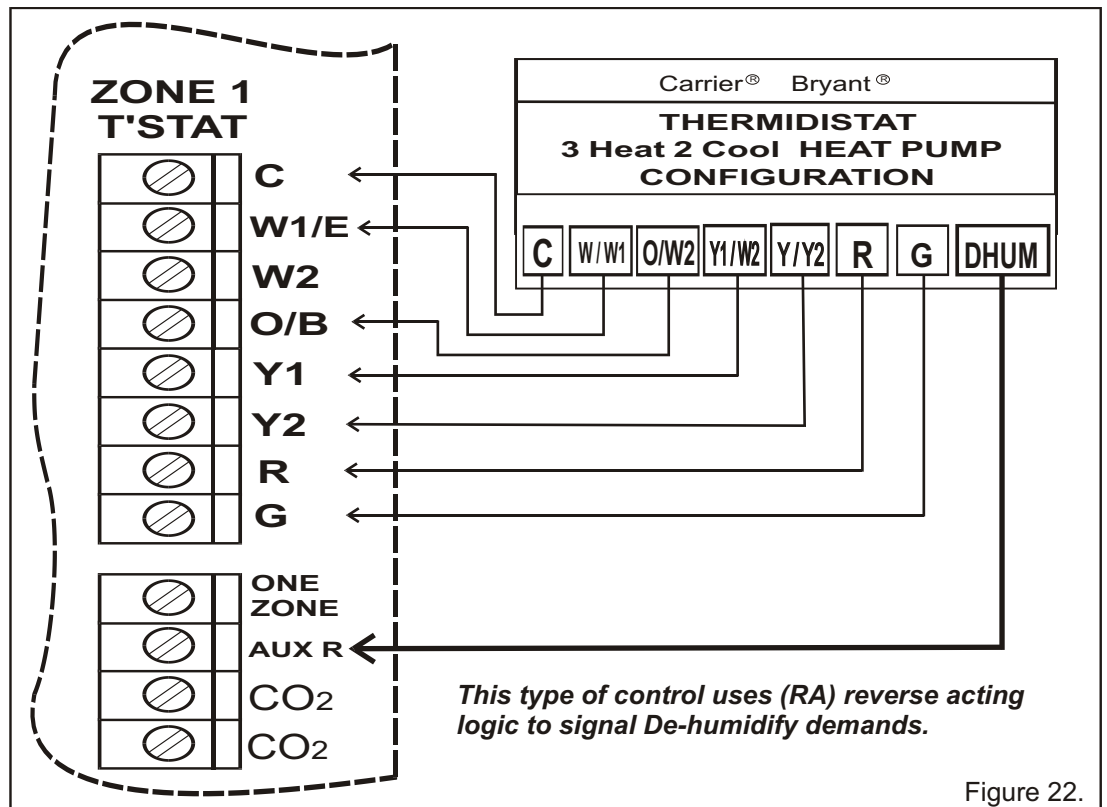 ZONE 1
T'STAT
C
W1/E
W2
O/B
Y1
Y2
R
G
ONE
ZONE
AUX R
CO2
CO2
Carrier® Bryant®
THERMIDISTAT
3 Heat 2 Cool HEAT PUMP
CONFIGURATION
C W/W1 O/W2 Y1/W2 Y/Y2 R G DHUM
This type of control uses (RA) reverse acting
logic to signal De-humidify demands.
Figure 22.